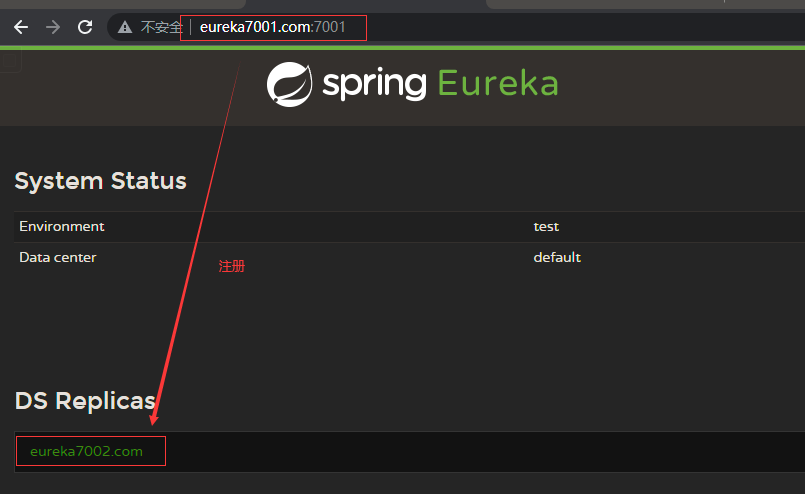 不安全 eureka7001.com:7001
spring Eureka
System Status
Environment test
Data center default
注册
DS Replicas
eureka7002.com